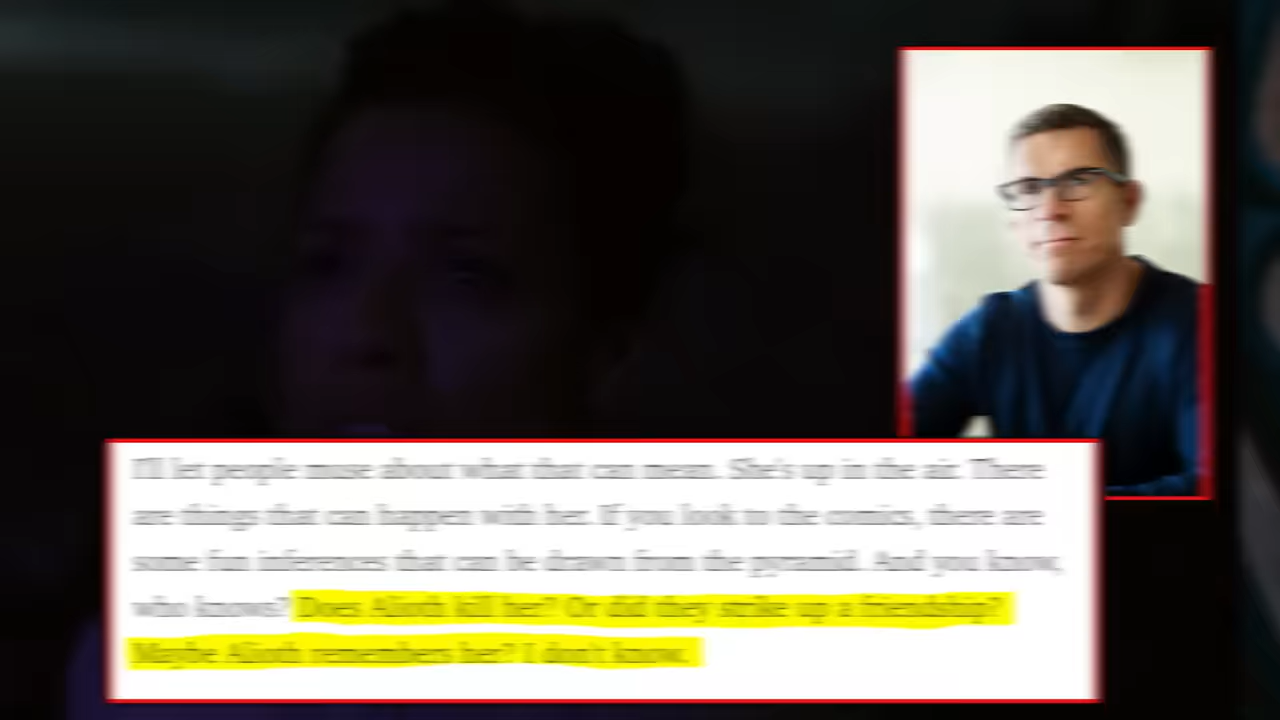 I'll let people muse about what that can mean. She's up in the air. There
are things that can happen with her. If you look to the comics, there are
some fun inferences that can be drawn from the pyramid. And you know,
who knows? Does Alioth kill her? Or did they strike up a friendship?
Maybe Alioth remembers her? I don't know.